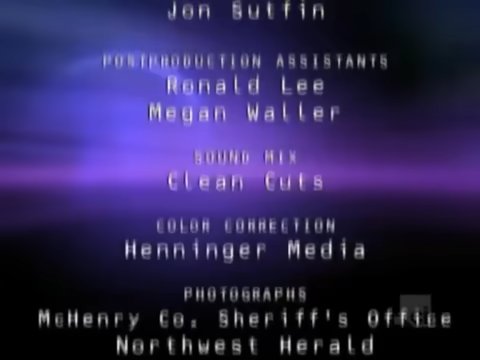 Jon Sutfin
POSTPRODUCTION ASSISTANTS
Ronald Lee
Megan Waller
SOUND MIX
Clean Cuts
COLOR CORRECTION
Henninger Media
PHOTOGRAPHS
McHenry Co. Sheriff's Office
Northwest Herald